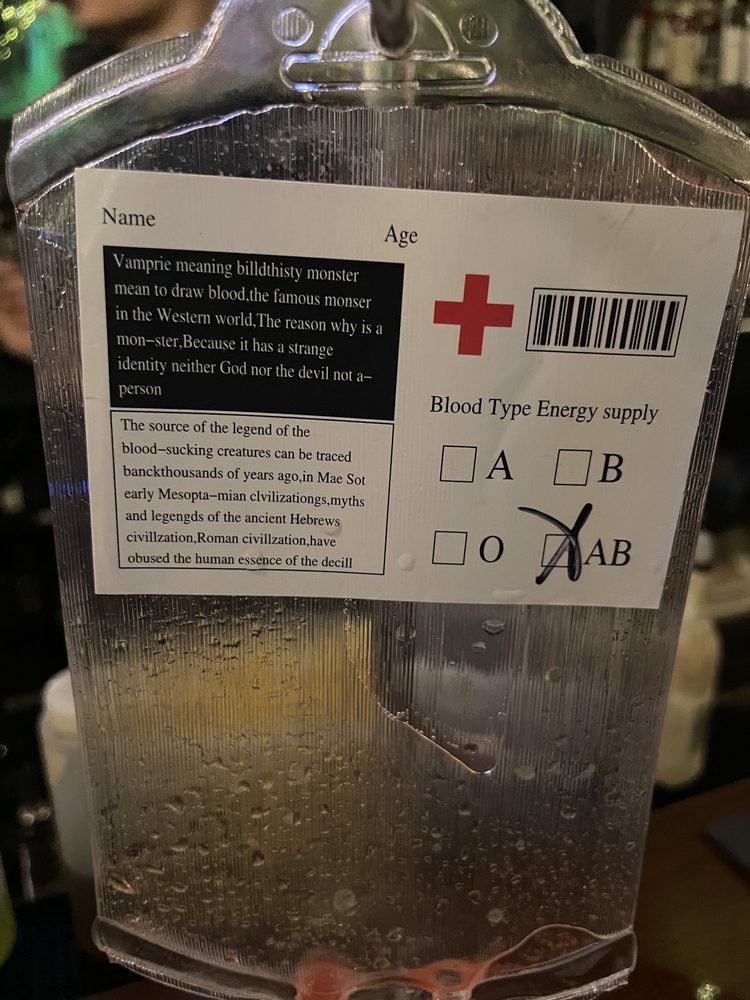 Name
Age
Vamprie meaning billdthisty monster
mean to draw blood.the famous monser
in the Western world,The reason why is a
mon-ster,Because it has a strange
identity neither God nor the devil not a-
person
The source of the legend of the
blood-sucking creatures can be traced
banckthousands of years ago,in Mae Sot
early Mesopta-mian clvilizationgs,myths
and legengds of the ancient Hebrews
civillzation,Roman civillzation,have
obused the human essence of the decill
Blood Type Energy supply
A
B
O
AB